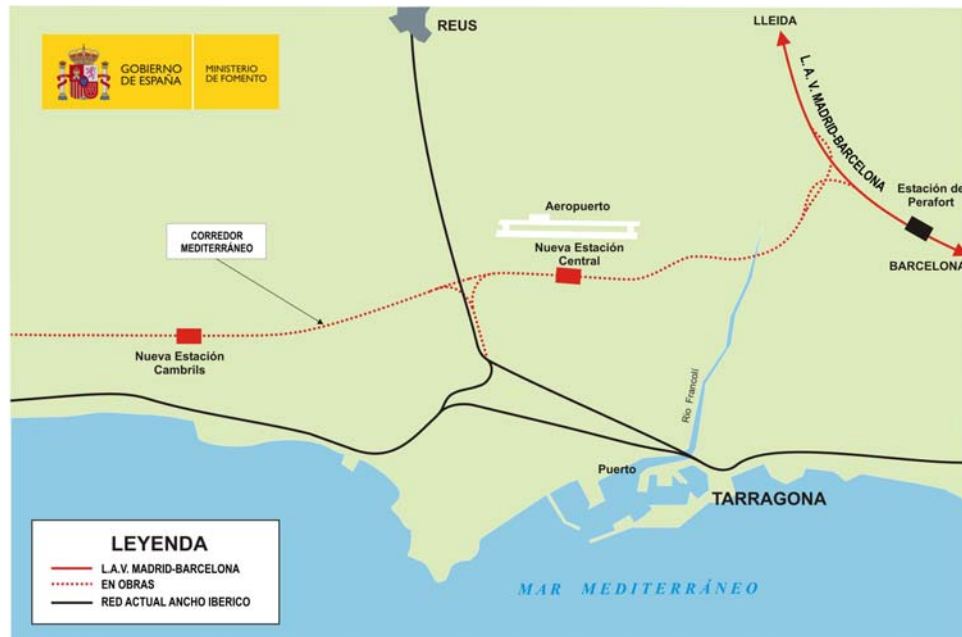 REUS
LLEIDA
GOBIERNO
DE ESPAÑA
MINISTERIO
DE FOMENTO
L.A.V. MADRID-BARCELONA
Estación de
Perafort
Aeropuerto
CORREDOR
MEDITERRÁNEO
Nueva Estación
Central
BARCELONA
Nueva Estación
Cambrils
Rio Francolí
Puerto
TARRAGONA
LEYENDA
L.A.V. MADRID-BARCELONA
EN OBRAS
RED ACTUAL ANCHO IBERICO
MAR MEDITERRÁNEO